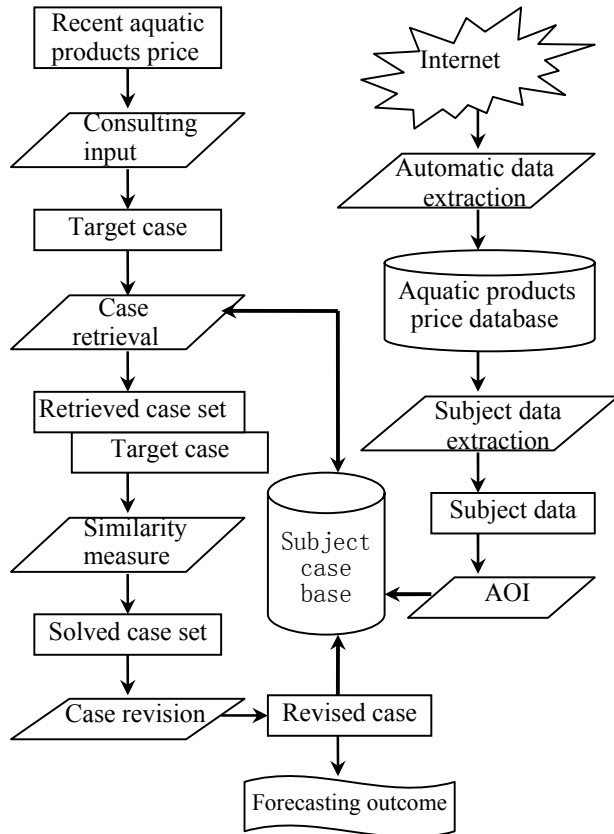 Recent aquatic
products price
Consulting
input
Target case
Case
retrieval
Retrieved case set
Target case
Similarity
measure
Solved case set
Case revision
Revised case
Forecasting outcome
Internet
Automatic data
extraction
Aquatic products
price database
Subject data
extraction
Subject data
AOI
Subject
case
base